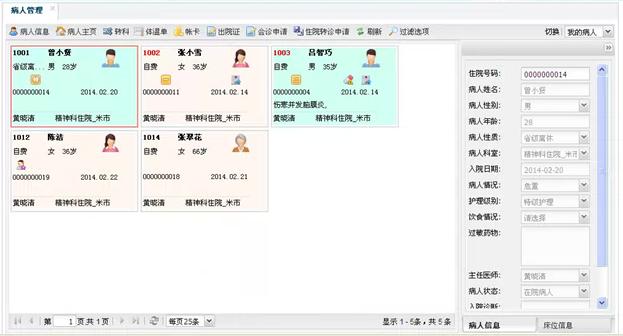 病人管理
病人信息 病人主页 转科 体温单 帐卡 出院证 会诊申请 住院转诊申请 刷新 过滤选项 切换 我的病人
1001 曾小贤
省级离... 男 28岁
0000000014 2014.02.20
黄晓清 精神科住院_米市
1002 张小雪
自费 女 36岁
0000000011 2014.02.14
黄晓清 精神科住院_米市
1003 吕智巧
自费 男 35岁
0000000004 2014.02.14
伤寒并发脑膜炎,
黄晓清 精神科住院_米市
1012 陈洁
自费 女 36岁
0000000019 2014.02.22
黄晓清 精神科住院_米市
1014 张翠花
自费 女 66岁
0000000018 2014.02.21
黄晓清 精神科住院_米市
住院号码: 0000000014
病人姓名: 曾小贤
病人性别: 男
病人年龄: 28
病人性质: 省级离休
病人科室: 精神科住院_米市
入院日期: 2014-02-20
病人情况: 危重
护理级别: 特级护理
饮食情况: 请选择
过敏药物:
主任医师: 黄晓清
病人状态: 在院病人
入院诊断
病人信息 床位信息
第 1 页共 1 页 每页25条 显示 1 - 5条，共 5 条